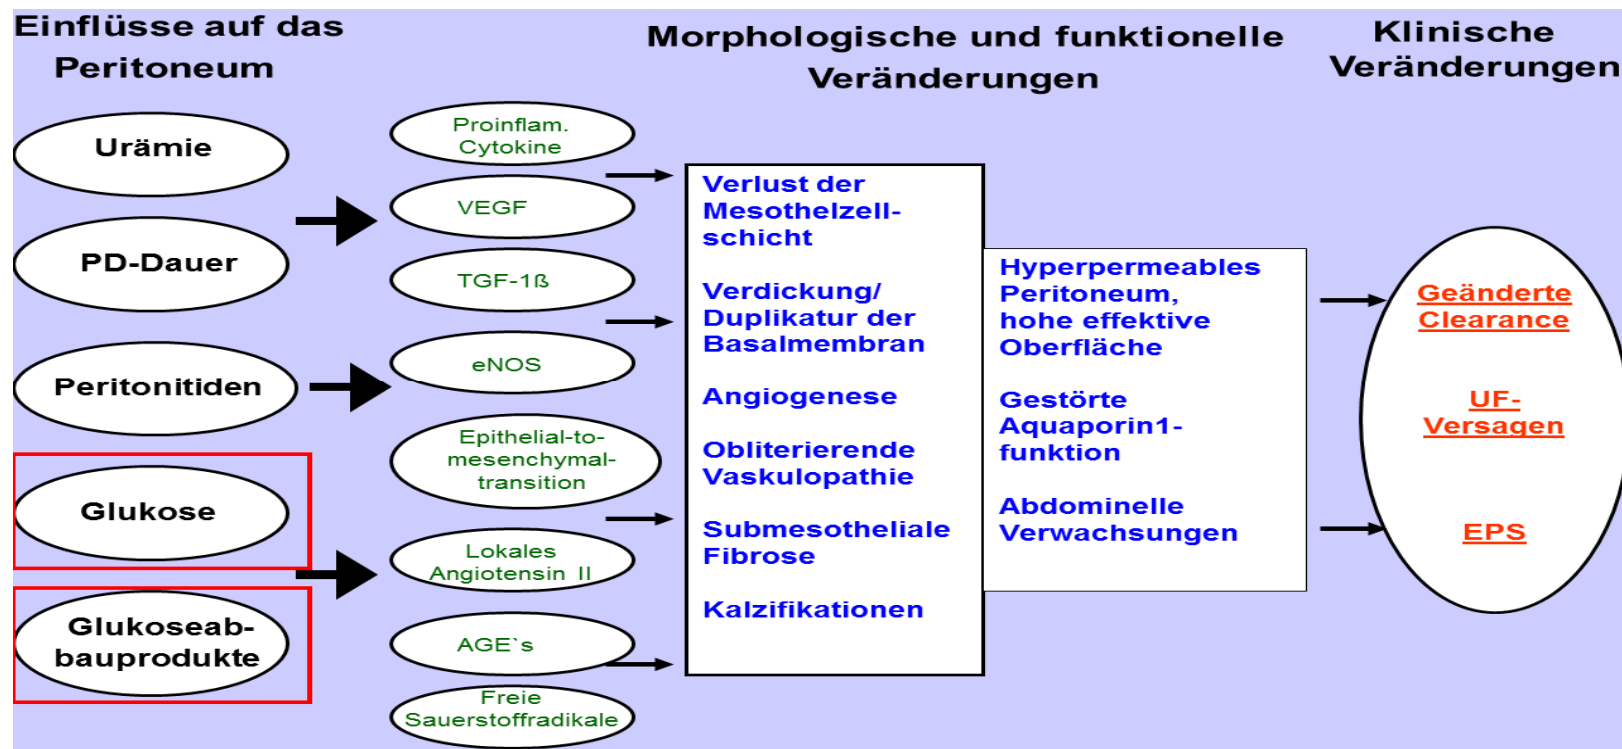 Einflüsse auf das
Peritoneum
Urämie
PD-Dauer
Peritonitiden
Glukose
Glukoseab-
bauprodukte
Proinflam.
Cytokine
VEGF
TGF-1ß
eNOS
Epithelial-to-
mesenchymal-
transition
Lokales
Angiotensin II
AGE`s
Freie
Sauerstoffradikale
Morphologische und funktionelle
Veränderungen
Verlust der
Mesothelzell-
schicht
Verdickung/
Duplikatur der
Basalmembran
Angiogenese
Obliterierende
Vaskulopathie
Submesotheliale
Fibrose
Kalzifikationen
Hyperpermeables
Peritoneum,
hohe effektive
Oberfläche
Gestörte
Aquaporin1-
funktion
Abdominelle
Verwachsungen
Klinische
Veränderungen
Geänderte
Clearance
UF-
Versagen
EPS